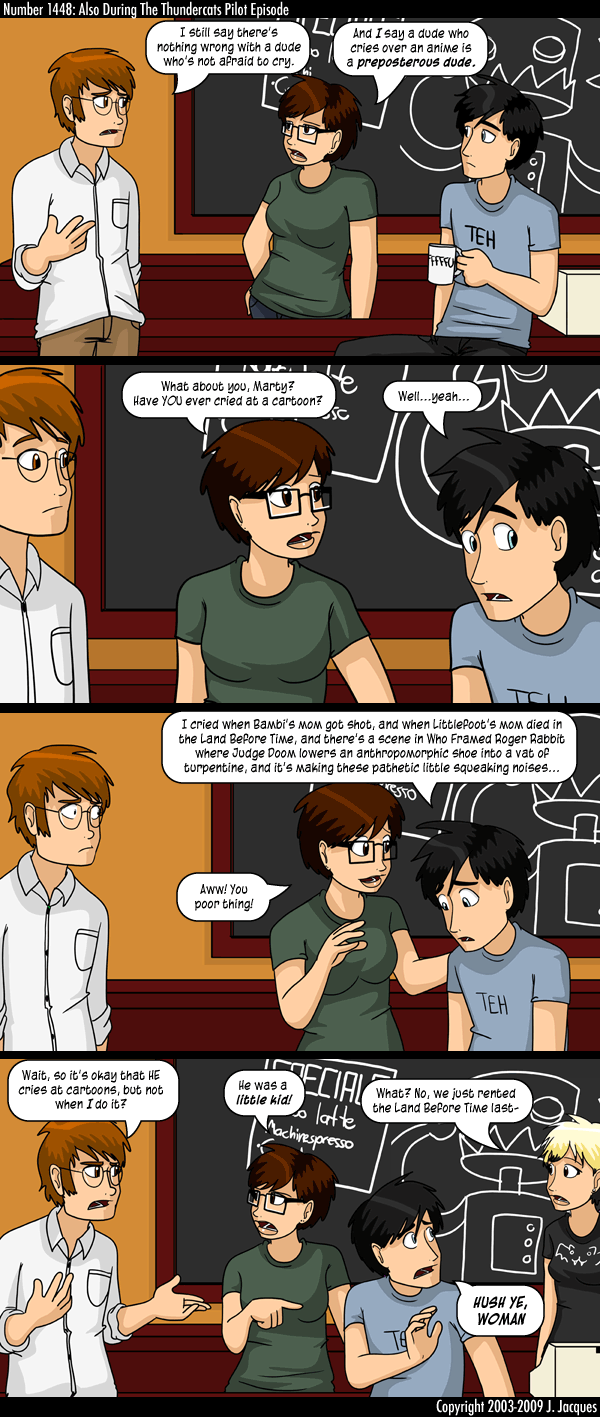 Number 1448: Also During The Thundercats Pilot Episode
I still say there's
nothing wrong with a dude
who's not afraid to cry.
And I say a dude who
cries over an anime is
a preposterous dude.
TEH
FFFFFU
What about you, Marty?
Have YOU ever cried at a cartoon?
Well...yeah...
TEH
I cried when Bambi's mom got shot, and when Littlefoot's mom died in
the Land Before Time, and there's a scene in Who Framed Roger Rabbit
where Judge Doom lowers an anthropomorphic shoe into a vat of
turpentine, and it's making these pathetic little squeaking noises...
Aww! You
poor thing!
TEH
Wait, so it's okay that HE
cries at cartoons, but not
when I do it?
He was a
little kid!
What? No, we just rented
the Land Before Time last-
SPECIALS
latte
Machinespresso
HUSH YE,
WOMAN
TE
Copyright 2003-2009 J. Jacques